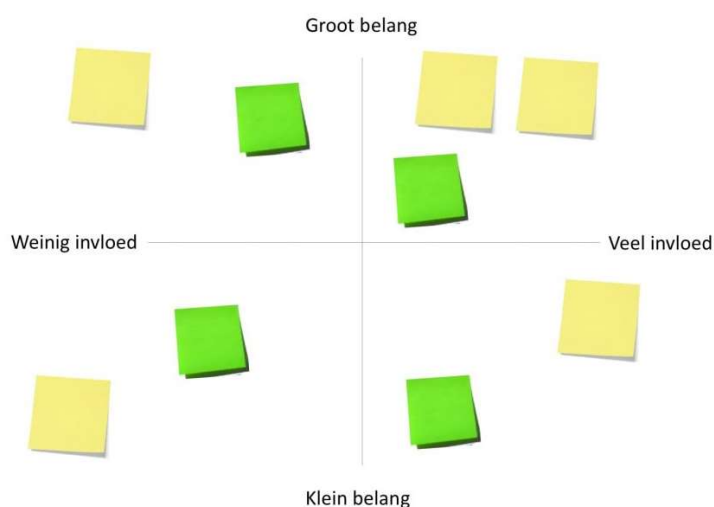 Groot belang
Weinig invloed
Veel invloed
Klein belang